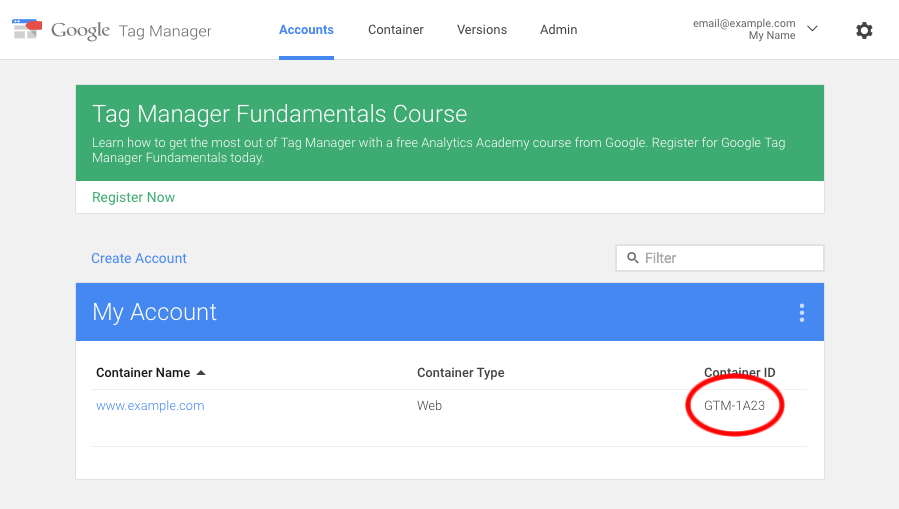 Google Tag Manager
Accounts
Container
Versions
Admin
email@example.com
My Name
Tag Manager Fundamentals Course
Learn how to get the most out of Tag Manager with a free Analytics Academy course from Google. Register for Google Tag
Manager Fundamentals today.
Register Now
Create Account
Filter
My Account
Container Name
Container Type
Container ID
www.example.com
Web
GTM-1A23